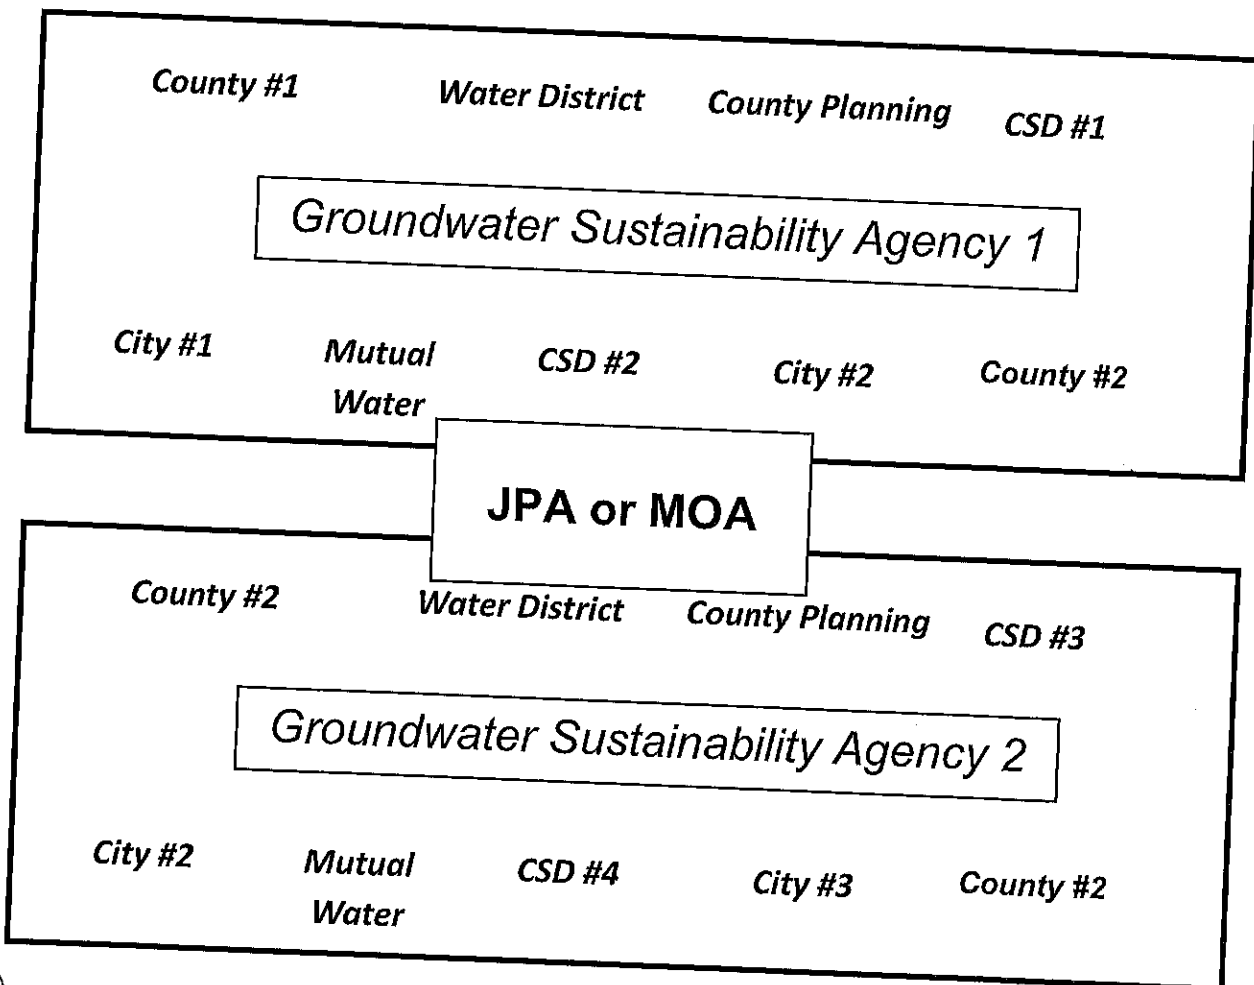 County #1 Water District County Planning CSD #1
Groundwater Sustainability Agency 1
City #1 Mutual Water CSD #2 City #2 County #2
JPA or MOA
County #2 Water District County Planning CSD #3
Groundwater Sustainability Agency 2
City #2 Mutual Water CSD #4 City #3 County #2